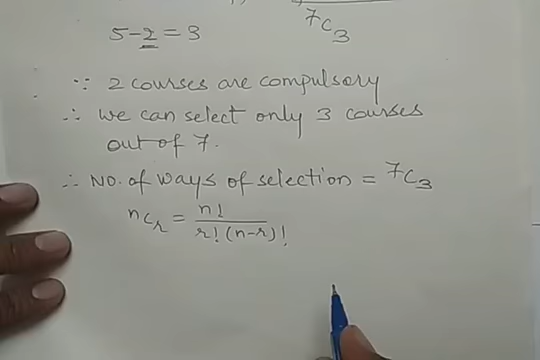 ⁷C₃
5-2 = 3
∵ 2 courses are compulsory
∴ we can select only 3 courses
out of 7.
∴ No. of ways of selection = ⁷C₃
ⁿCᵣ = n! / r! (n-r)!